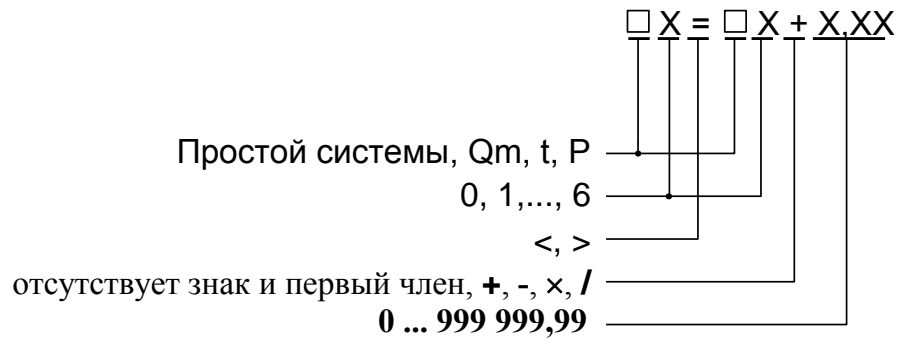 □ X = □ X + X,XX
Простой системы, Qm, t, P
0, 1,..., 6
<, >
отсутствует знак и первый член, +, -, ×, /
0 ... 999 999,99